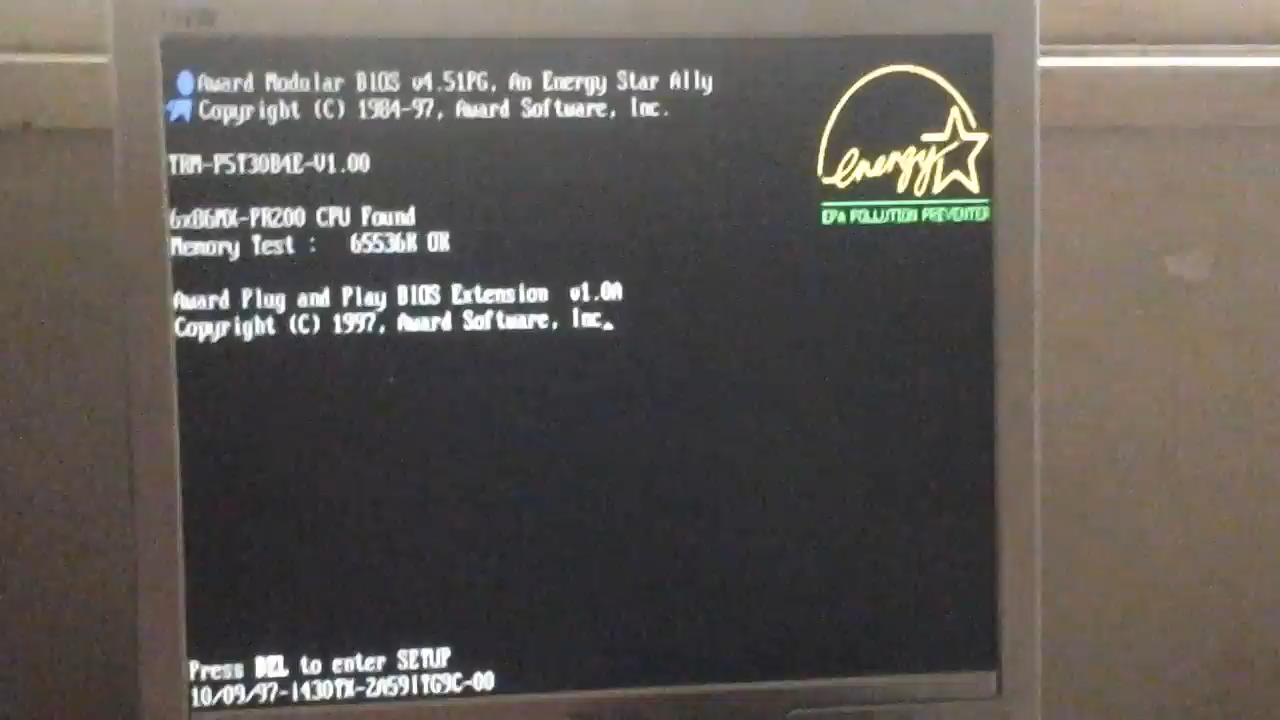 Award Modular BIOS v4.51PG, An Energy Star Ally
Copyright (C) 1984-97, Award Software, Inc.
energy
EPA POLLUTION PREVENTER
TRM-P5T30B4E-V1.00
6x86MX-PR200 CPU Found
Memory Test : 65536K OK
Award Plug and Play BIOS Extension v1.0A
Copyright (C) 1997, Award Software, Inc.
Press DEL to enter SETUP
10/09/97-i430TX-2A59ITG9C-00